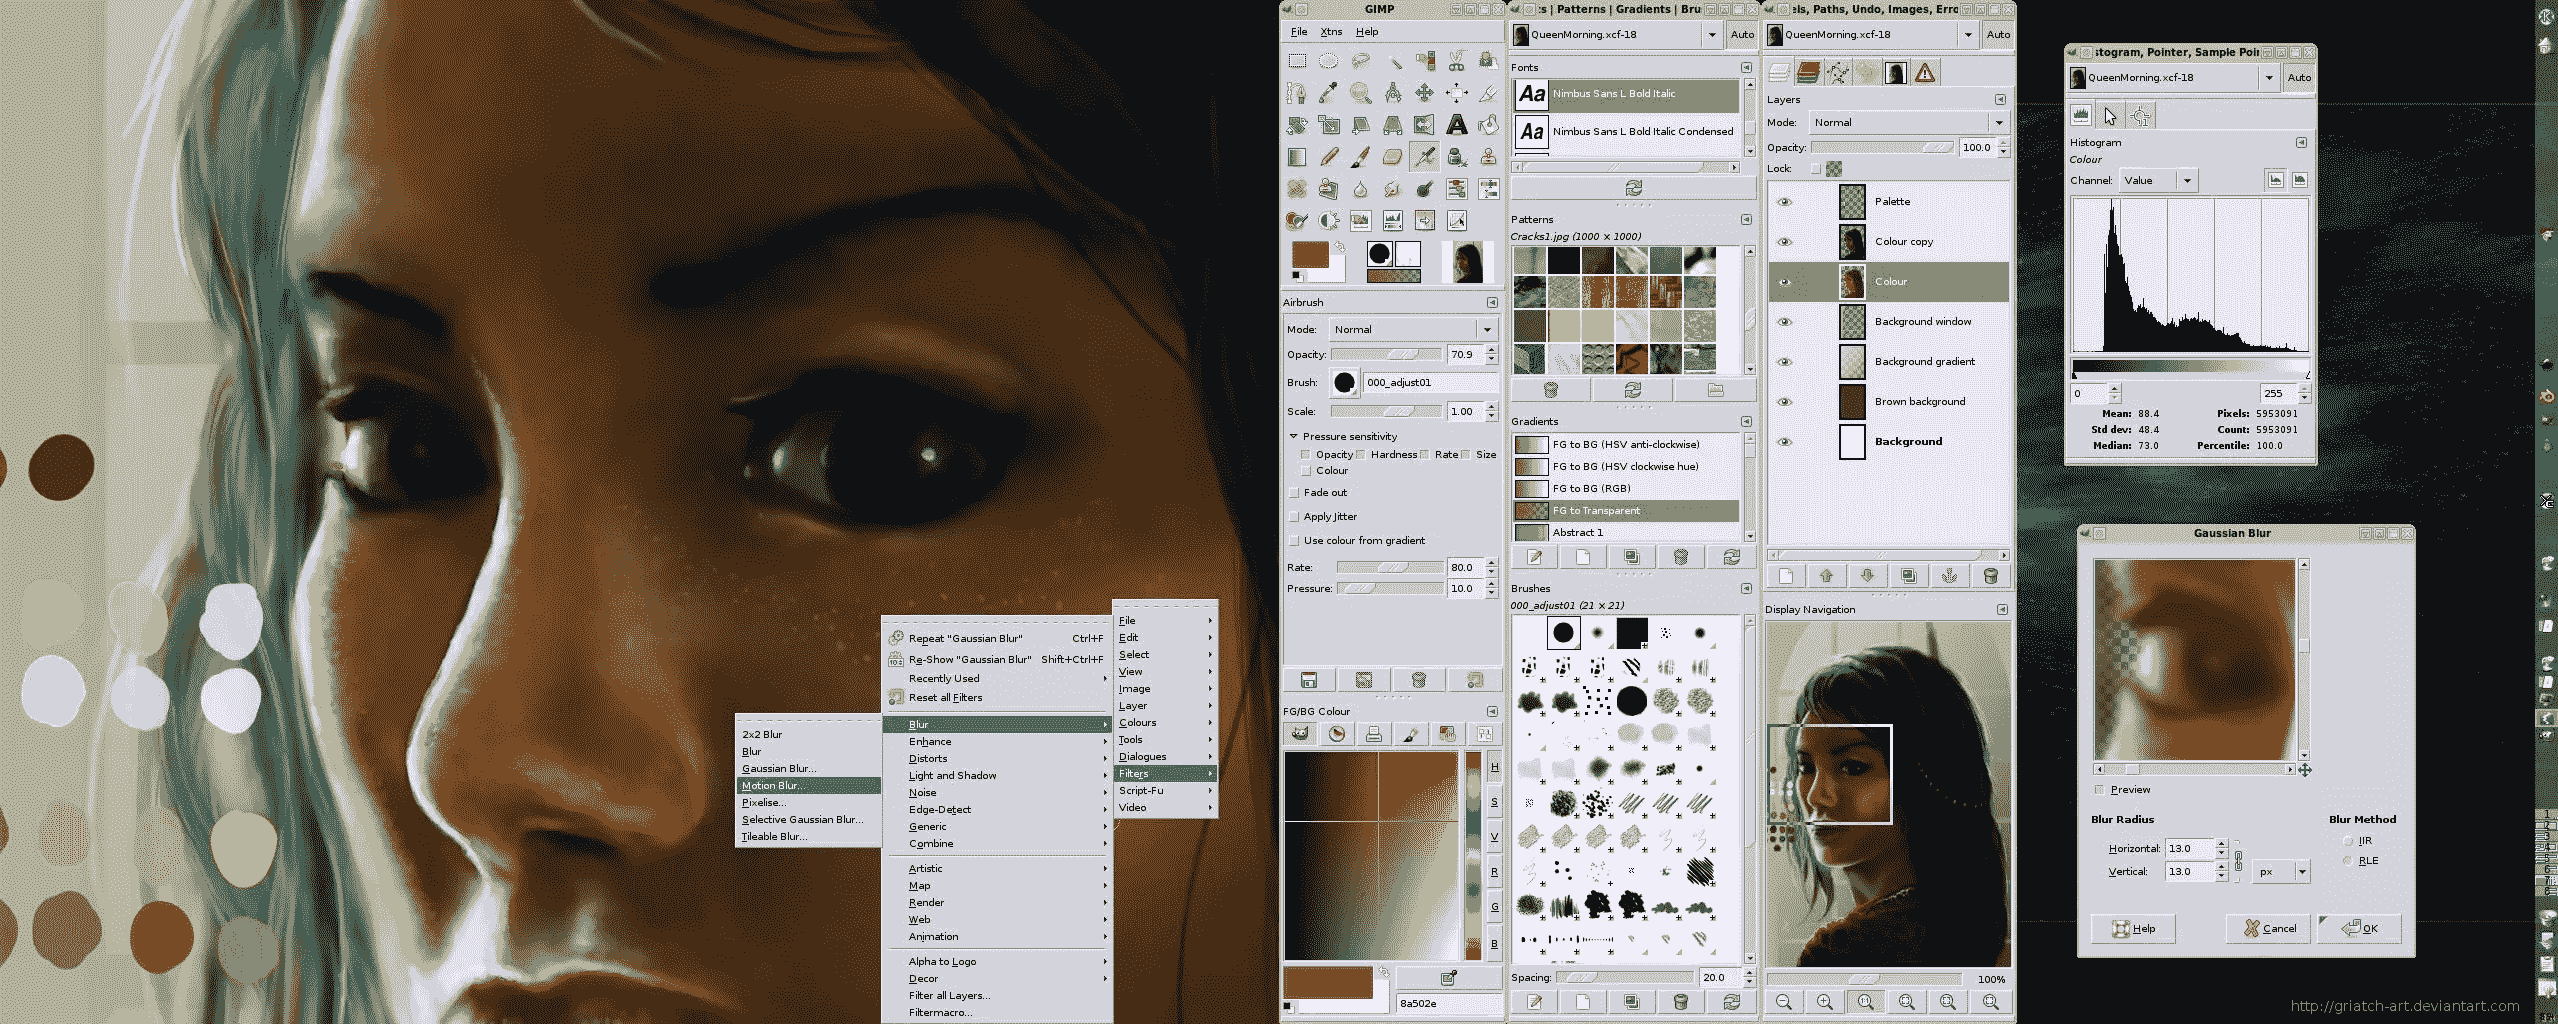 GIMP
File Xtns Help
Airbrush
Mode: Normal
Opacity: 70.9
Brush: 000_adjust01
Scale: 1.00
Pressure sensitivity
Opacity Hardness Rate Size
Colour
Fade out
Apply Jitter
Use colour from gradient
Rate: 80.0
Pressure: 10.0
FG/BG Colour
H
S
V
R
G
B
8a502e
| Patterns | Gradients | Bru
QueenMorning.xcf-18 Auto
Fonts
Aa Nimbus Sans L Bold Italic
Aa Nimbus Sans L Bold Italic Condensed
Patterns
Cracks1.jpg (1000 × 1000)
Gradients
FG to BG (HSV anti-clockwise)
FG to BG (HSV clockwise hue)
FG to BG (RGB)
FG to Transparent
Abstract 1
Brushes
000_adjust01 (21 × 21)
Spacing: 20.0
els, Paths, Undo, Images, Erro
QueenMorning.xcf-18 Auto
Layers
Mode: Normal
Opacity: 100.0
Lock:
Palette
Colour copy
Colour
Background window
Background gradient
Brown background
Background
Display Navigation
100%
stogram, Pointer, Sample Poin
QueenMorning.xcf-18 Auto
Histogram
Colour
Channel: Value
0 255
Mean: 88.4 Pixels: 5953091
Std dev: 48.4 Count: 5953091
Median: 73.0 Percentile: 100.0
Gaussian Blur
Preview
Blur Radius Blur Method
Horizontal: 13.0 IIR
Vertical: 13.0 px RLE
Help Cancel OK
File
Edit
Select
View
Image
Layer
Colours
Tools
Dialogues
Filters
Script-Fu
Video
Repeat "Gaussian Blur" Ctrl+F
Re-Show "Gaussian Blur" Shift+Ctrl+F
Recently Used
Reset all Filters
Blur
Enhance
Distorts
Light and Shadow
Noise
Edge-Detect
Generic
Combine
Artistic
Map
Render
Web
Animation
Alpha to Logo
Decor
Filter all Layers...
Filtermacro...
2x2 Blur
Blur
Gaussian Blur...
Motion Blur...
Pixelise...
Selective Gaussian Blur...
Tileable Blur...
http://griatch-art.deviantart.com